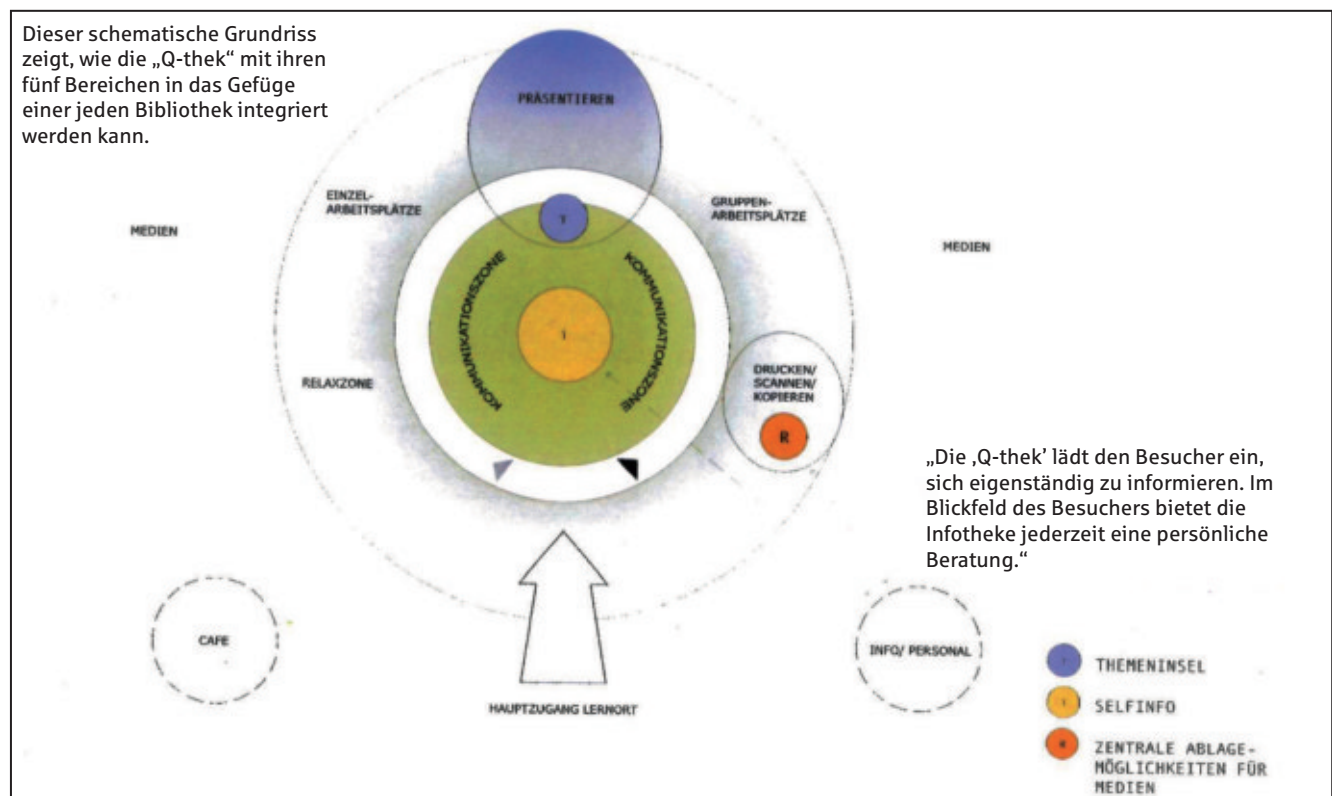 Dieser schematische Grundriss
zeigt, wie die „Q-thek“ mit ihren
fünf Bereichen in das Gefüge
einer jeden Bibliothek integriert
werden kann.
PRÄSENTIEREN
EINZEL-
ARBEITSPLÄTZE
GRUPPEN-
ARBEITSPLÄTZE
MEDIEN
MEDIEN
KOMMUNIKATIONSZONE
KOMMUNIKATIONSZONE
RELAXZONE
DRUCKEN/
SCANNEN/
KOPIEREN
R
„Die ‚Q-thek’ lädt den Besucher ein,
sich eigenständig zu informieren. Im
Blickfeld des Besuchers bietet die
Infotheke jederzeit eine persönliche
Beratung.“
CAFE
INFO/ PERSONAL
HAUPTZUGANG LERNORT
THEMENINSEL
SELFINFO
R ZENTRALE ABLAGE-
MÖGLICHKEITEN FÜR
MEDIEN